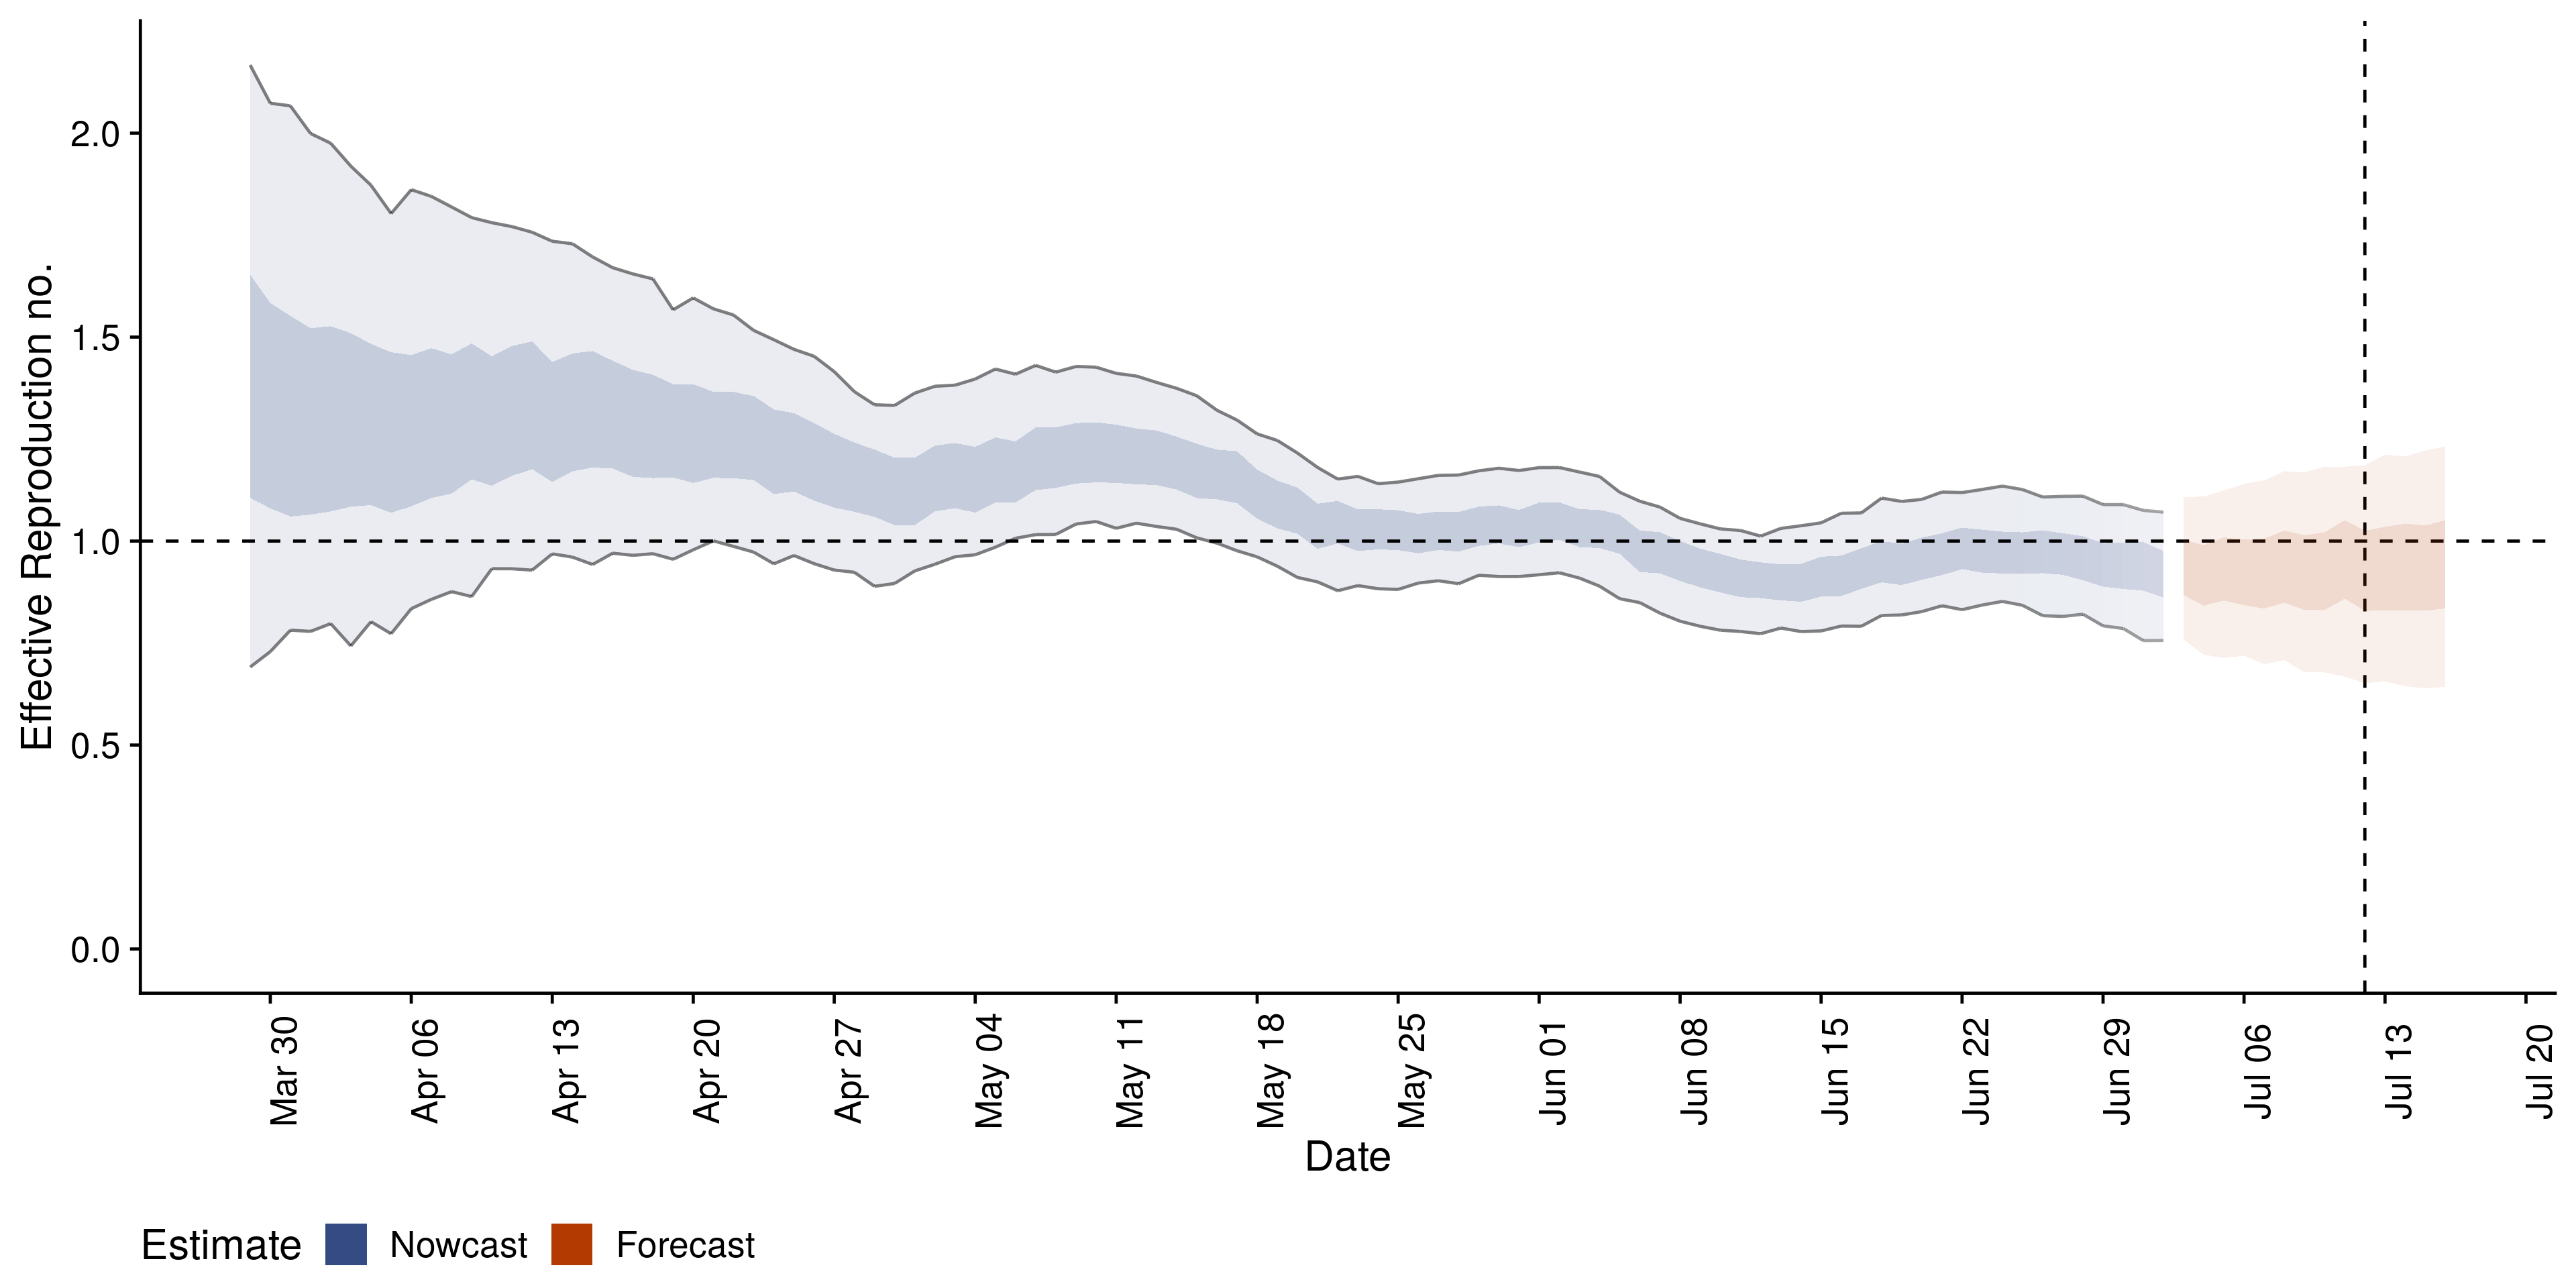 Effective Reproduction no.
2.0
1.5
1.0
0.5
0.0
Mar 30
Apr 06
Apr 13
Apr 20
Apr 27
May 04
May 11
May 18
May 25
Jun 01
Jun 08
Jun 15
Jun 22
Jun 29
Jul 06
Jul 13
Jul 20
Date
Estimate Nowcast Forecast